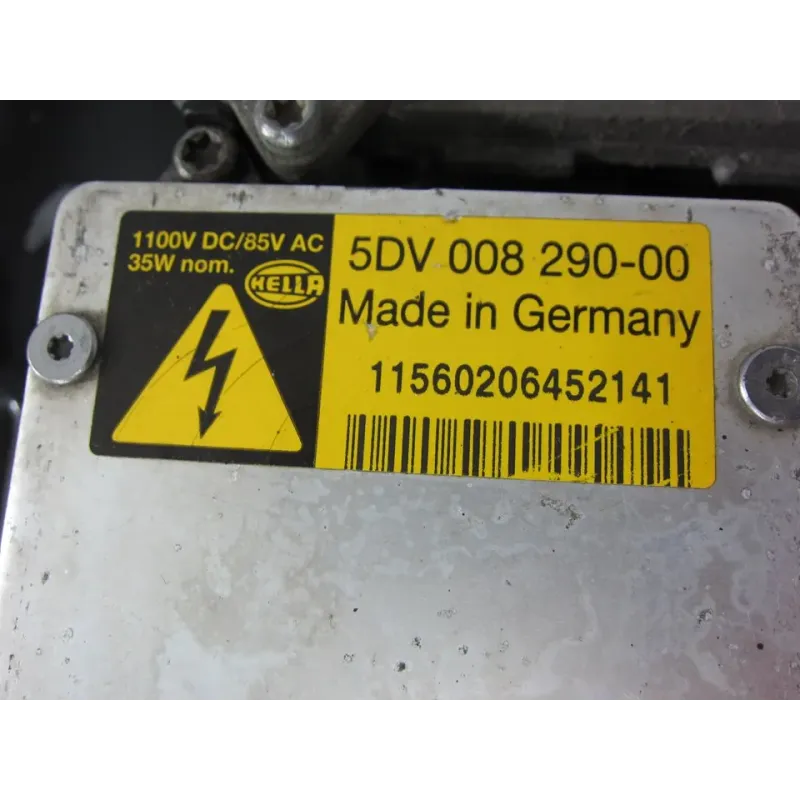 1100V DC/85V AC
35W nom.
HELLA
5DV 008 290-00
Made in Germany
11560206452141